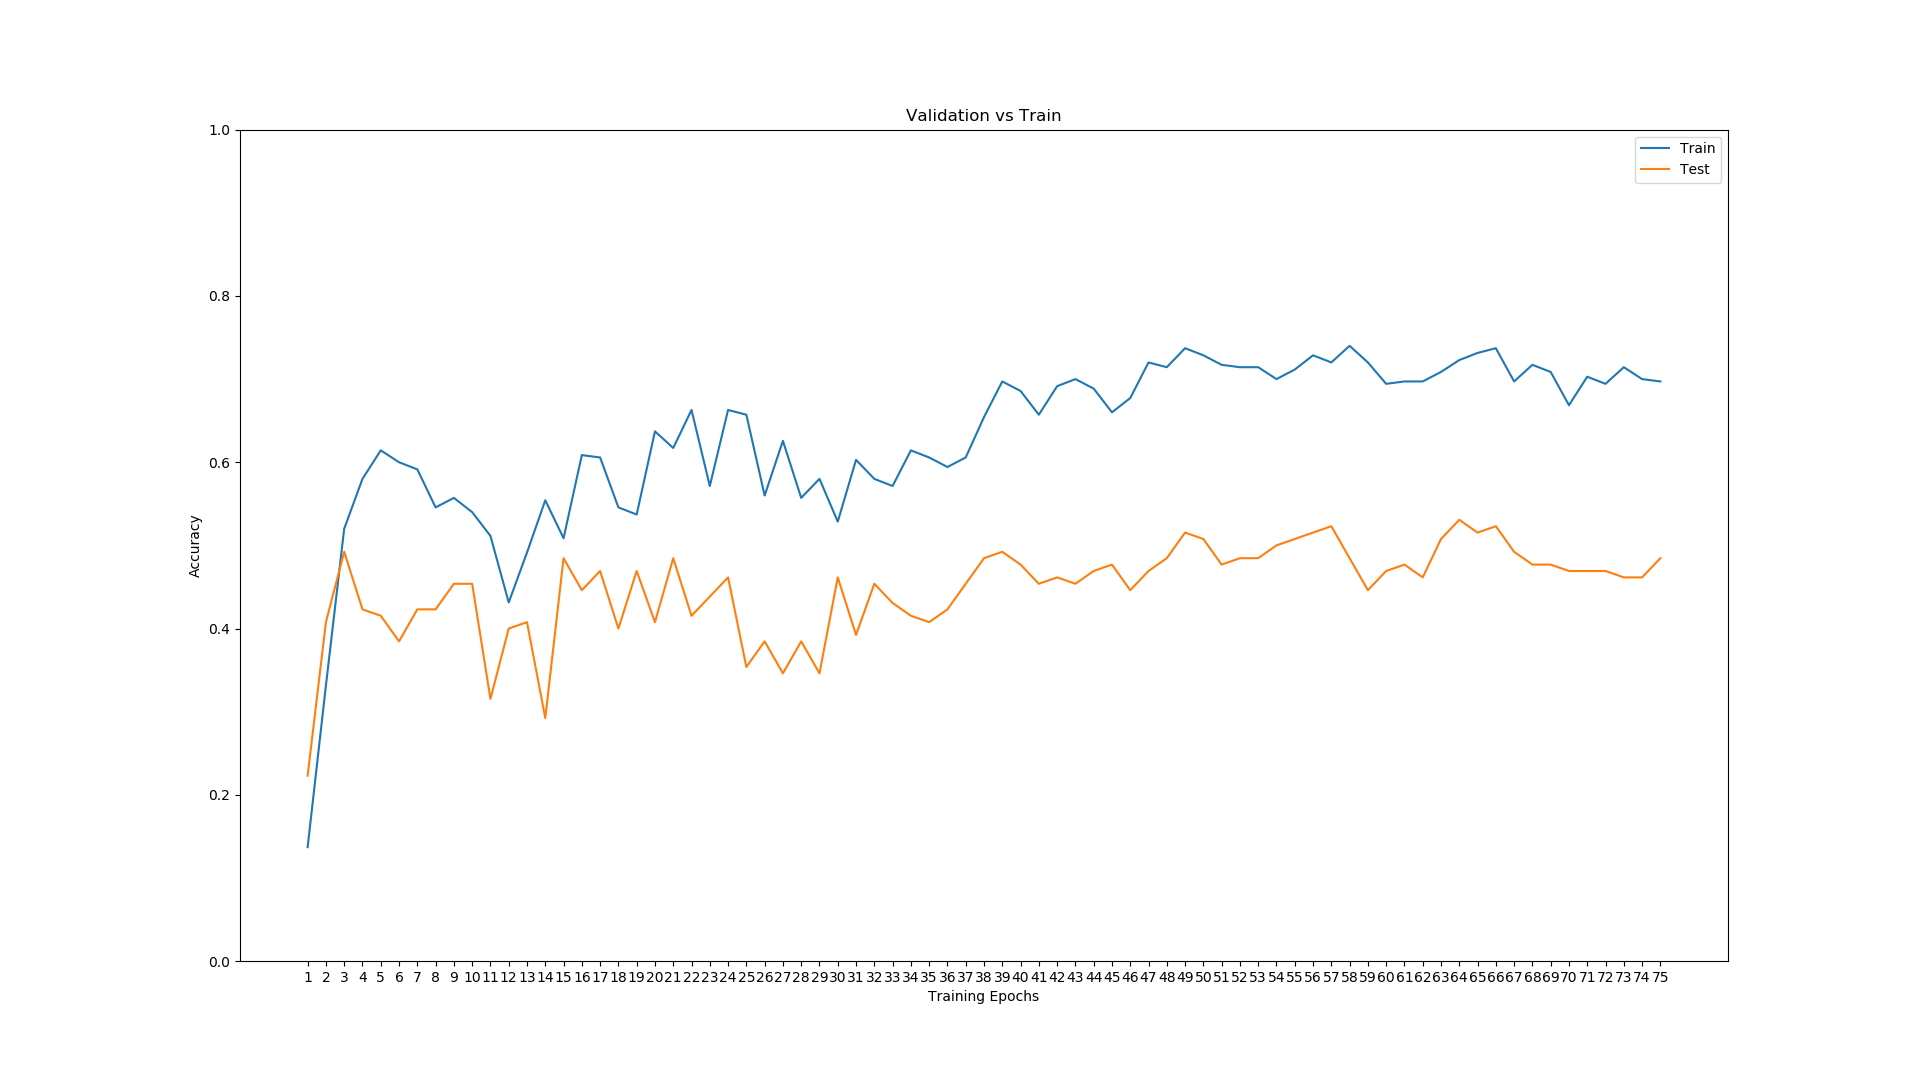 Validation vs Train
1.0
Train
Test
0.8
0.6
Accuracy
0.4
0.2
0.0
1 2 3 4 5 6 7 8 9 10 11 12 13 14 15 16 17 18 19 20 21 22 23 24 25 26 27 28 29 30 31 32 33 34 35 36 37 38 39 40 41 42 43 44 45 46 47 48 49 50 51 52 53 54 55 56 57 58 59 60 61 62 63 64 65 66 67 68 69 70 71 72 73 74 75
Training Epochs